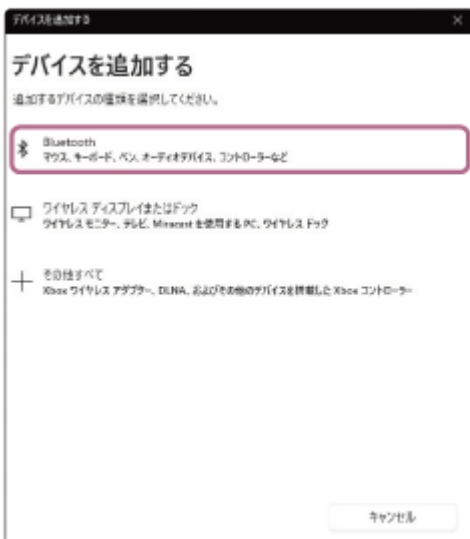 デバイスを追加する
デバイスを追加する
追加するデバイスの種類を選択してください。
Bluetooth
マウス、キーボード、ペン、オーディオデバイス、コントローラーなど
ワイヤレス ディスプレイまたはドック
ワイヤレス モニター、テレビ、Miracast を使用する PC、ワイヤレス ドック
その他すべて
Xbox ワイヤレス アダプター、DLNA、およびその他のデバイスを搭載した Xbox コントローラー
キャンセル